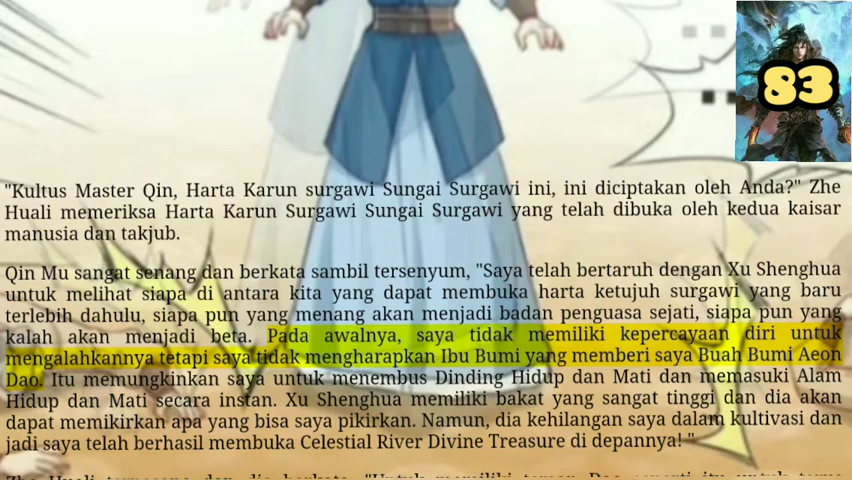 83
"Kultus Master Qin, Harta Karun surgawi Sungai Surgawi ini, ini diciptakan oleh Anda?" Zhe
Huali memeriksa Harta Karun Surgawi Sungai Surgawi yang telah dibuka oleh kedua kaisar
manusia dan takjub.
Qin Mu sangat senang dan berkata sambil tersenyum, "Saya telah bertaruh dengan Xu Shenghua
untuk melihat siapa di antara kita yang dapat membuka harta ketujuh surgawi yang baru
terlebih dahulu, siapa pun yang menang akan menjadi badan penguasa sejati, siapa pun yang
kalah akan menjadi beta. Pada awalnya, saya tidak memiliki kepercayaan diri untuk
mengalahkannya tetapi saya tidak mengharapkan Ibu Bumi yang memberi saya Buah Bumi Aeon
Dao. Itu memungkinkan saya untuk menembus Dinding Hidup dan Mati dan memasuki Alam
Hidup dan Mati secara instan. Xu Shenghua memiliki bakat yang sangat tinggi dan dia akan
dapat memikirkan apa yang bisa saya pikirkan. Namun, dia kehilangan saya dalam kultivasi dan
jadi saya telah berhasil membuka Celestial River Divine Treasure di depannya! "